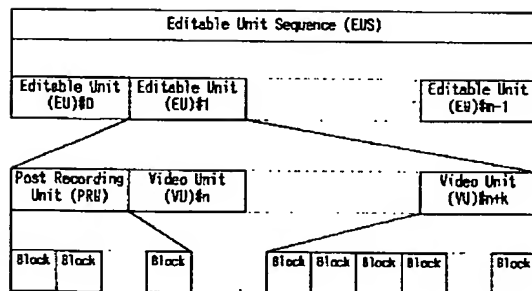 Editable Unit Sequence (EUS)
Editable Unit Editable Unit Editable Unit
(EU)#0 (EU)#1 (EU)#n-1
Post Recording Video Unit Video Unit
Unit (PRU) (VU)#n (VU)#n+k
Block Block Block Block Block Block Block Block